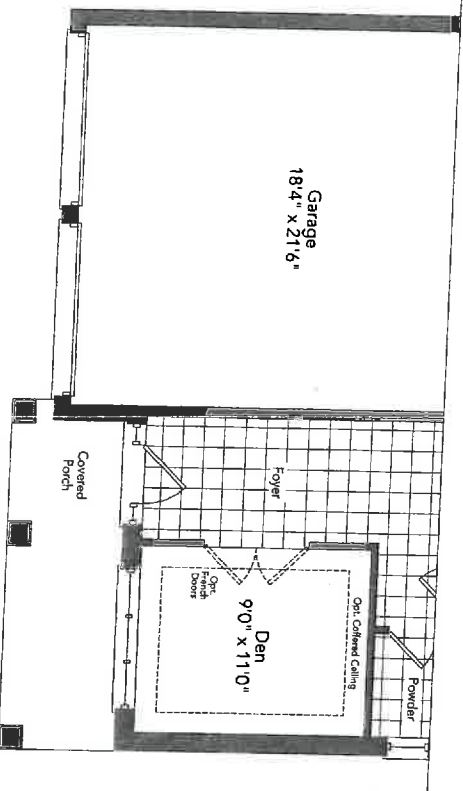 Garage
18'4" x 21'6"
Foyer
Covered
Porch
Opt. Coffered Ceiling
Den
9'0" x 11'0"
Opt.
French
Doors
Powder